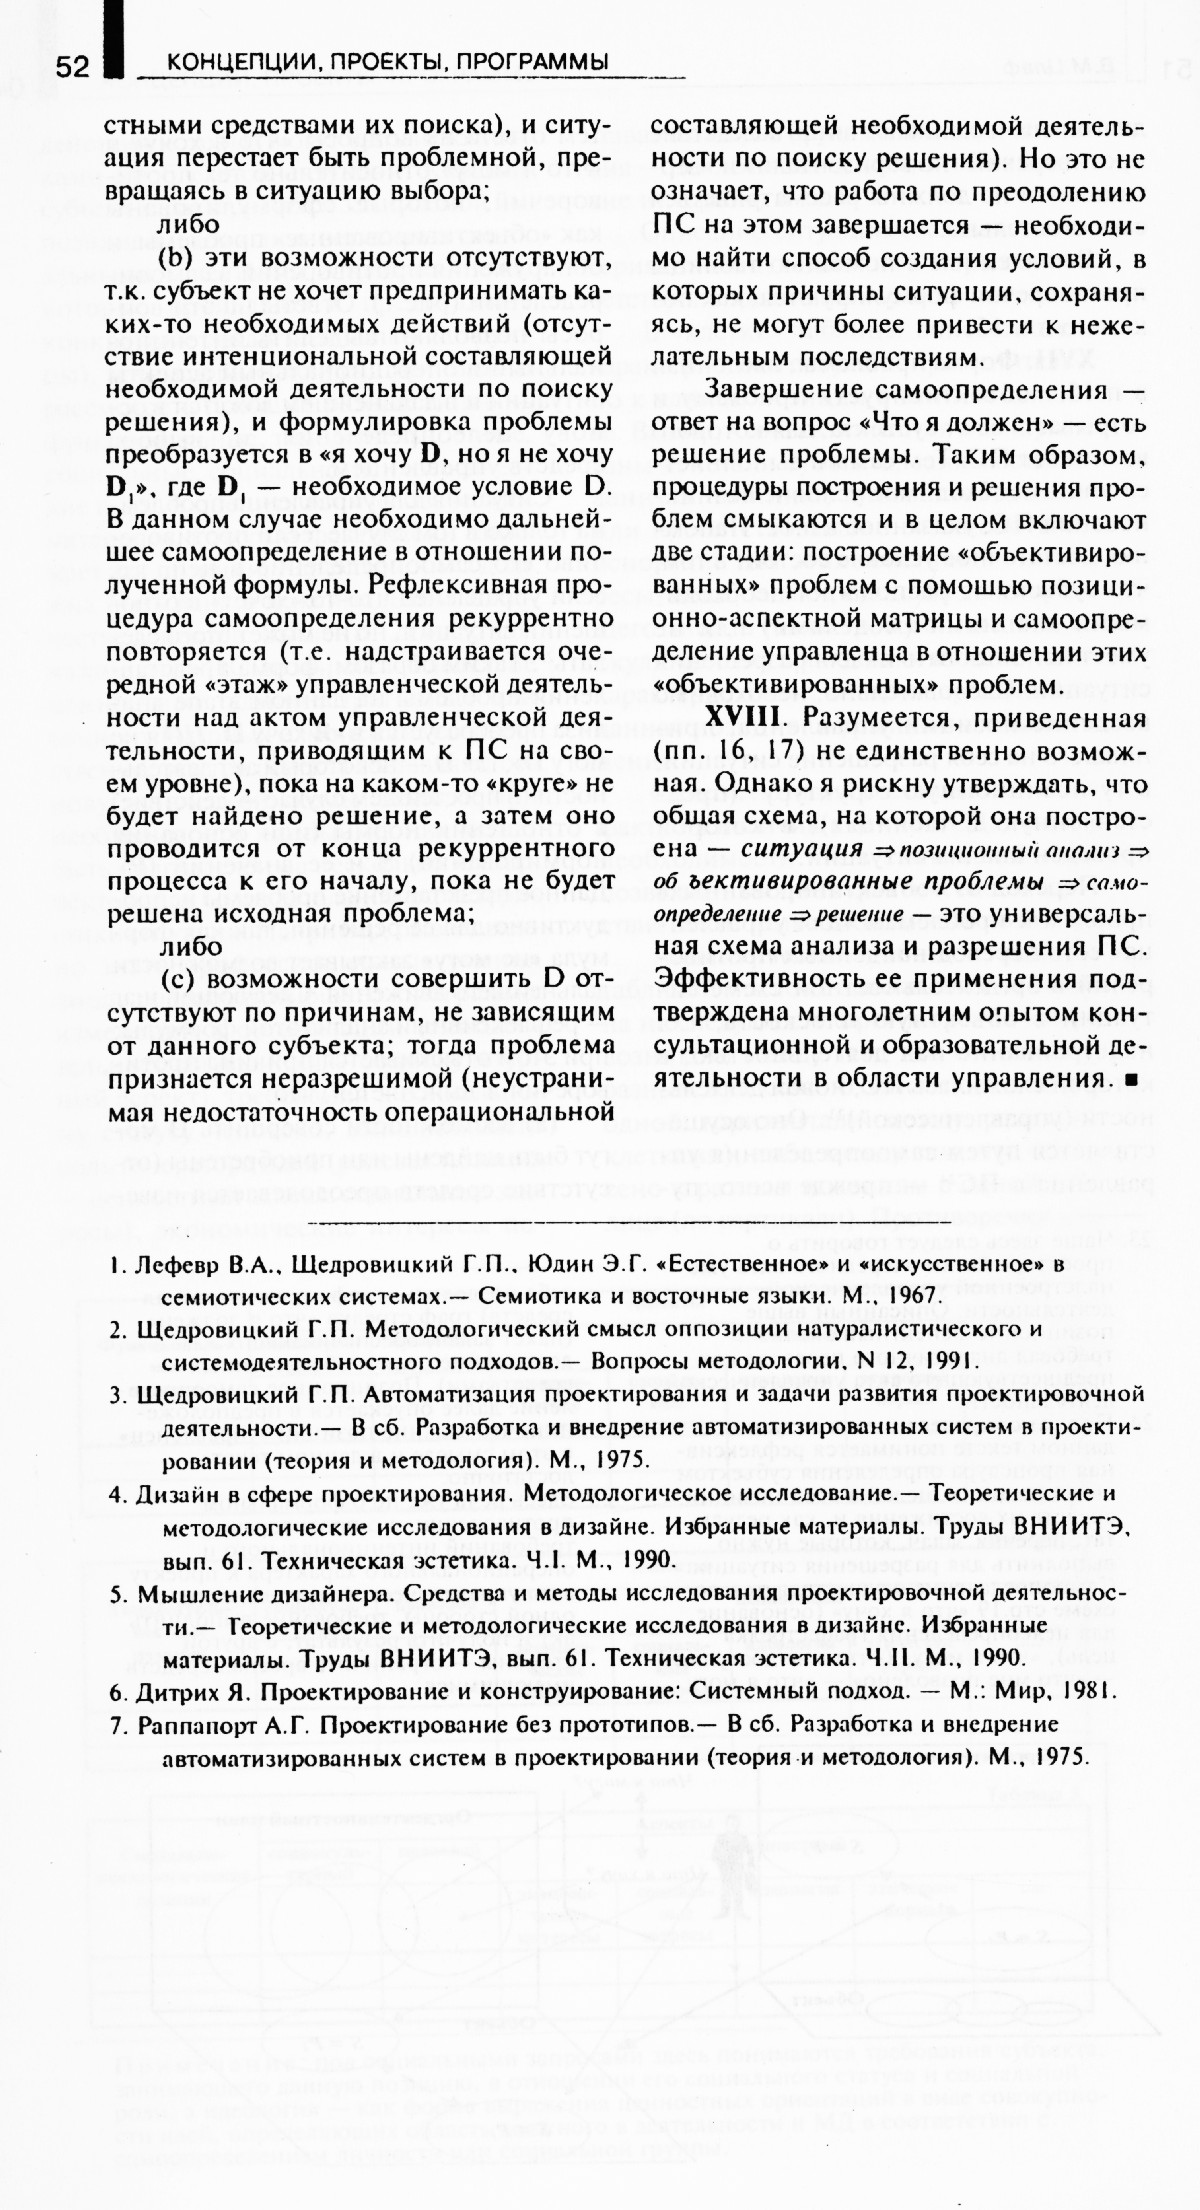 52
КОНЦЕПЦИИ, ПРОЕКТЫ, ПРОГРАММЫ
стными средствами их поиска), и ситу-
ация перестает быть проблемной, пре-
вращаясь в ситуацию выбора;
либо
(b) эти возможности отсутствуют,
т.к. субъект не хочет предпринимать ка-
ких-то необходимых действий (отсут-
ствие интенциональной составляющей
необходимой деятельности по поиску
решения), и формулировка проблемы
преобразуется в «я хочу D, но я не хочу
D₁», где D₁ — необходимое условие D.
В данном случае необходимо дальней-
шее самоопределение в отношении по-
лученной формулы. Рефлексивная про-
цедура самоопределения рекуррентно
повторяется (т.е. надстраивается оче-
редной «этаж» управленческой деятель-
ности над актом управленческой дея-
тельности, приводящим к ПС на сво-
ем уровне), пока на каком-то «круге» не
будет найдено решение, а затем оно
проводится от конца рекуррентного
процесса к его началу, пока не будет
решена исходная проблема;
либо
(c) возможности совершить D от-
сутствуют по причинам, не зависящим
от данного субъекта; тогда проблема
признается неразрешимой (неустрани-
мая недостаточность операциональной
составляющей необходимой деятель-
ности по поиску решения). Но это не
означает, что работа по преодолению
ПС на этом завершается — необходи-
мо найти способ создания условий, в
которых причины ситуации, сохраня-
ясь, не могут более привести к неже-
лательным последствиям.
Завершение самоопределения —
ответ на вопрос «Что я должен» — есть
решение проблемы. Таким образом,
процедуры построения и решения про-
блем смыкаются и в целом включают
две стадии: построение «объективиро-
ванных» проблем с помощью позици-
онно-аспектной матрицы и самоопре-
деление управленца в отношении этих
«объективированных» проблем.
XVIII. Разумеется, приведенная
(пп. 16, 17) не единственно возмож-
ная. Однако я рискну утверждать, что
общая схема, на которой она постро-
ена — ситуация ⇒ позиционный анализ ⇒
об ъективированные проблемы ⇒ само-
определение ⇒ решение — это универсаль-
ная схема анализа и разрешения ПС.
Эффективность ее применения под-
тверждена многолетним опытом кон-
сультационной и образовательной де-
ятельности в области управления. ■
1. Лефевр В.А., Щедровицкий Г.П., Юдин Э.Г. «Естественное» и «искусственное» в
семиотических системах.— Семиотика и восточные языки. М., 1967.
2. Щедровицкий Г.П. Методологический смысл оппозиции натуралистического и
системодеятельностного подходов.— Вопросы методологии, N 12, 1991.
3. Щедровицкий Г.П. Автоматизация проектирования и задачи развития проектировочной
деятельности.— В сб. Разработка и внедрение автоматизированных систем в проекти-
ровании (теория и методология). М., 1975.
4. Дизайн в сфере проектирования. Методологическое исследование.— Теоретические и
методологические исследования в дизайне. Избранные материалы. Труды ВНИИТЭ,
вып. 61. Техническая эстетика. Ч.I. М., 1990.
5. Мышление дизайнера. Средства и методы исследования проектировочной деятельнос-
ти.— Теоретические и методологические исследования в дизайне. Избранные
материалы. Труды ВНИИТЭ, вып. 61. Техническая эстетика. Ч.II. М., 1990.
6. Дитрих Я. Проектирование и конструирование: Системный подход. — М.: Мир, 1981.
7. Раппапорт А.Г. Проектирование без прототипов.— В сб. Разработка и внедрение
автоматизированных систем в проектировании (теория и методология). М., 1975.